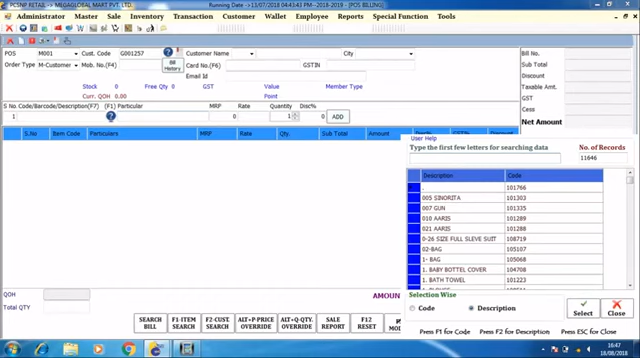 PCSNP RETAIL -> MEGAGLOBAL MART PVT. LTD. Running Date ->13/07/2018 04:43:43 PM - 2018-2019 - [POS BILLING]
Administrator Master Sale Inventory Transaction Customer Wallet Employee Reports Special Function Tools
POS M001 Cust. Code G001257 Customer Name City
Order Type M-Customer Mob. No.(F4) Bill History Card No.(F6) GSTIN
Email Id
Stock 0 Free Qty 0 GST Value Member Type
Curr. QOH 0.00 Point
Bill No.
Sub Total
Discount
Taxable Amt.
GST
Cess
Net Amount
S No. Code/Barcode/Description(F7) (F1) Particular MRF Rate Quantity Disc%
1 0 1 0 ADD
S.No Item Code Particulars MRF Rate Qty. Sub Total Amount
User Help
Type the first few letters for searching data No. of Records
11646
Description Code
. 101766
005 SINORITA 101303
007 GUN 101335
010 AARIS 101289
021 AARIS 101288
0-26 SIZE FULL SLEVE SUIT 108719
02-BAG 105107
1- BAG 105068
1. BABY BOTTEL COVER 104708
1. BATH TOWEL 101223
Selection Wise
Code Description
Select Close
Press F1 for Code Press F2 for Description Press ESC for Close
QOH
Total QTY
AMOUN
SEARCH BILL
F1-ITEM SEARCH
F2-CUST. SEARCH
ALT+P-PRICE OVERRIDE
ALT+Q-QTY. OVERRIDE
SALE REPORT
F12 RESET
16:47
16/08/2018